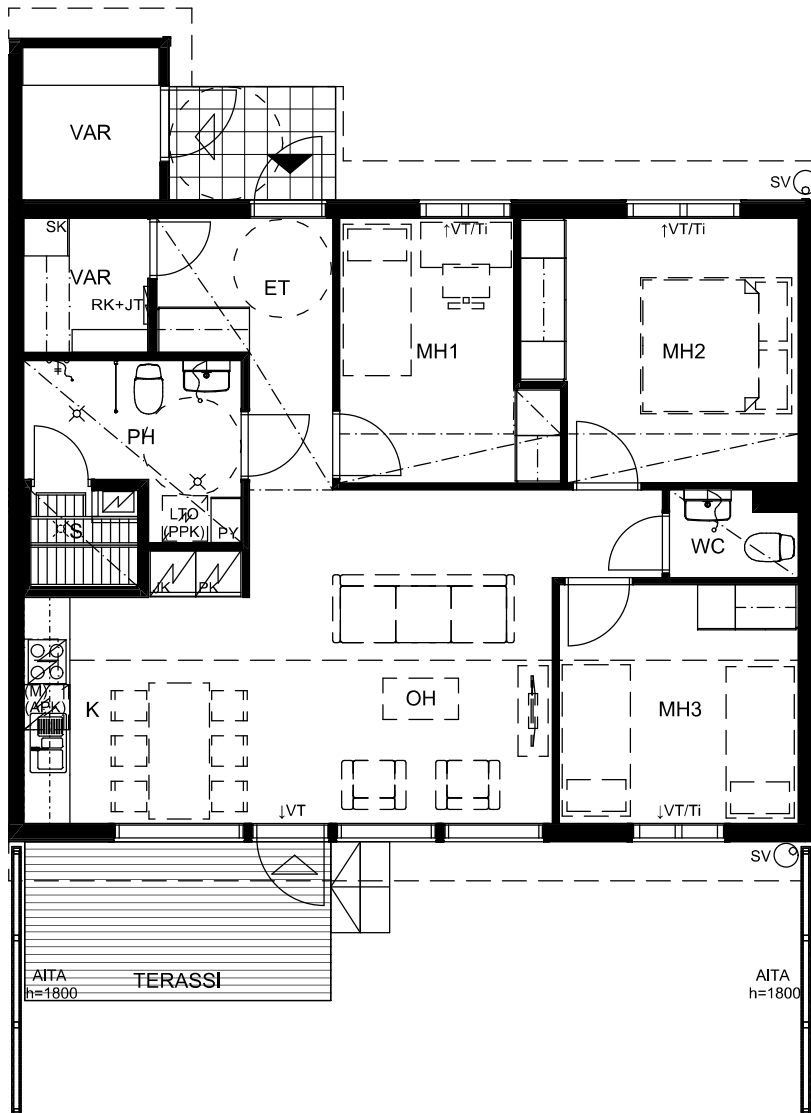 VAR
SV
SK
↑VT/Ti
↑VT/Ti
VAR
ET
RK+JT
MH1
MH2
PH
LTO
(PPK)
PY
S
WC
JK
PK
MY
(APK)
K
OH
MH3
↓VT
↓VT/Ti
SV
AITA
h=1800
TERASSI
AITA
h=1800